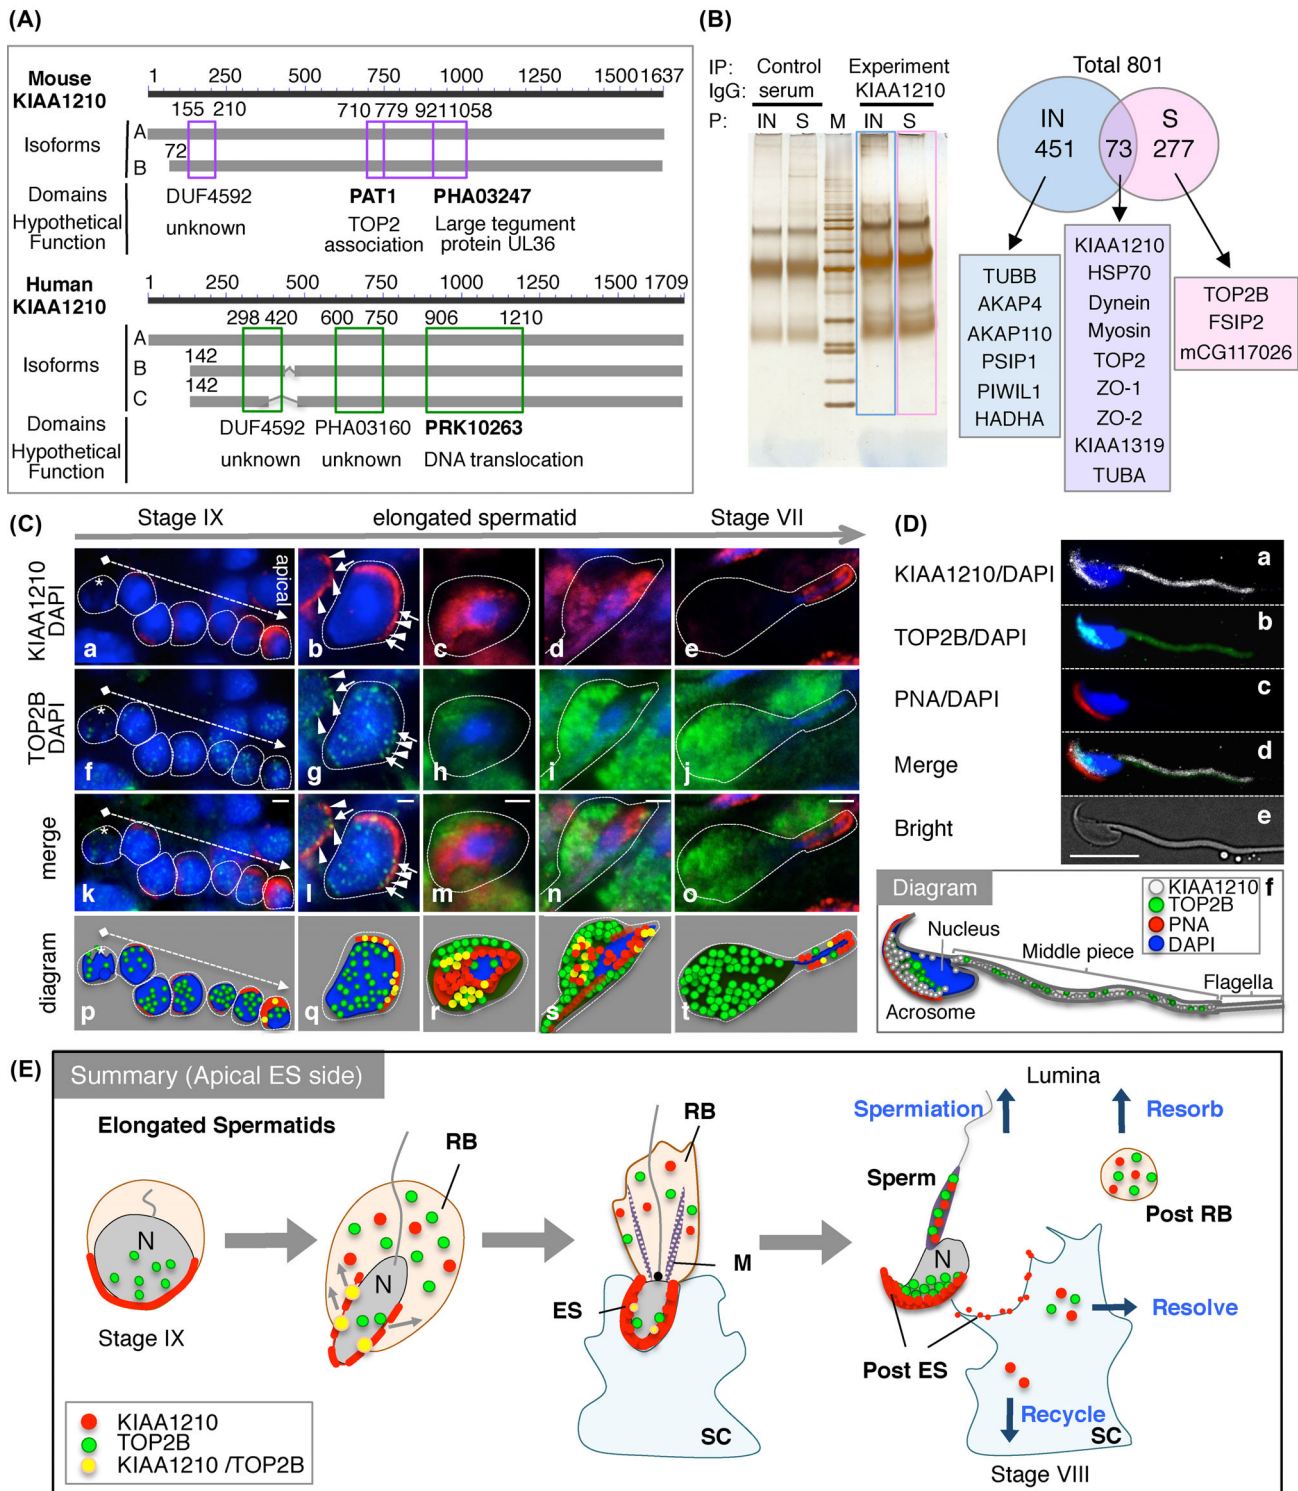 (A)
Mouse
KIAA1210
1 250 500 750 1000 1250 1500 1637
155 210 710 779 921 1058
Isoforms
A
72
B
Domains
DUF4592 PAT1 PHA03247
Hypothetical
Function
unknown
TOP2
association
Large tegument
protein UL36
Human
KIAA1210
1 250 500 750 1000 1250 1500 1709
298 420 600 750 906 1210
Isoforms
A
142
B
142
C
Domains
DUF4592 PHA03160 PRK10263
Hypothetical
Function
unknown unknown DNA translocation
(B)
IP: Control Experiment
IgG: serum KIAA1210
P: IN S M IN S
Total 801
IN S
451 73 277
TUBB
AKAP4
AKAP110
PSIP1
PIWIL1
HADHA
KIAA1210
HSP70
Dynein
Myosin
TOP2
ZO-1
ZO-2
KIAA1319
TUBA
TOP2B
FSIP2
mCG117026
(C)
Stage IX elongated spermatid Stage VII
KIAA1210
DAPI
apical
* a b c d e
TOP2B
DAPI
* f g h i j
merge
* k l m n o
diagram
* p q r s t
(D)
KIAA1210/DAPI a
TOP2B/DAPI b
PNA/DAPI c
Merge d
Bright e
Diagram
KIAA1210 f
TOP2B
PNA
DAPI
Nucleus
Middle piece
Flagella
Acrosome
(E)
Summary (Apical ES side)
Elongated Spermatids
RB
N
Stage IX
N
RB
M
ES
SC
Lumina
Spermiation
Resorb
Sperm
Post RB
N
Resolve
Post ES
Recycle
SC
Stage VIII
KIAA1210
TOP2B
KIAA1210 /TOP2B